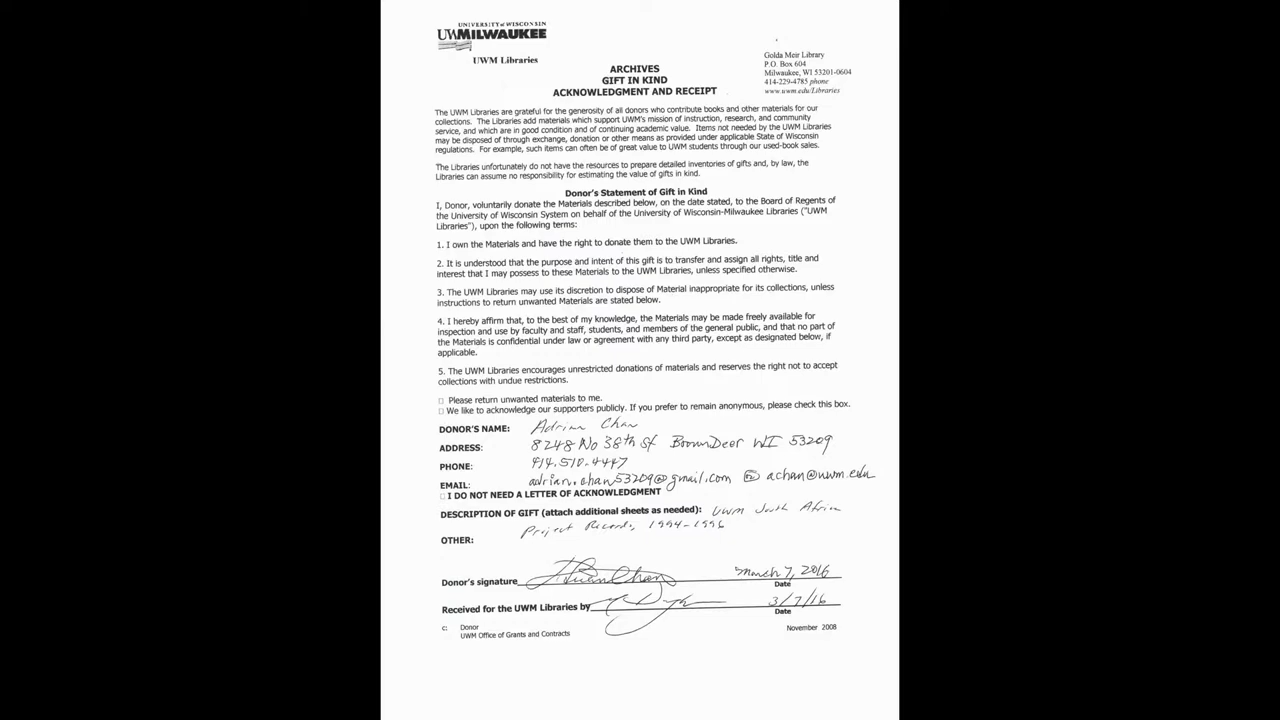 UNIVERSITY of WISCONSIN
UWMILWAUKEE
UWM Libraries
Golda Meir Library
P.O. Box 604
Milwaukee, WI 53201-0604
414-229-4785 phone
www.uwm.edu/Libraries
ARCHIVES
GIFT IN KIND
ACKNOWLEDGMENT AND RECEIPT
The UWM Libraries are grateful for the generosity of all donors who contribute books and other materials for our
collections. The Libraries add materials which support UWM's mission of instruction, research, and community
service, and which are in good condition and of continuing academic value. Items not needed by the UWM Libraries
may be disposed of through exchange, donation or other means as provided under applicable State of Wisconsin
regulations. For example, such items can often be of great value to UWM students through our used-book sales.
The Libraries unfortunately do not have the resources to prepare detailed inventories of gifts and, by law, the
Libraries can assume no responsibility for estimating the value of gifts in kind.
Donor's Statement of Gift in Kind
I, Donor, voluntarily donate the Materials described below, on the date stated, to the Board of Regents of
the University of Wisconsin System on behalf of the University of Wisconsin-Milwaukee Libraries ("UWM
Libraries"), upon the following terms:
1. I own the Materials and have the right to donate them to the UWM Libraries.
2. It is understood that the purpose and intent of this gift is to transfer and assign all rights, title and
interest that I may possess to these Materials to the UWM Libraries, unless specified otherwise.
3. The UWM Libraries may use its discretion to dispose of Material inappropriate for its collections, unless
instructions to return unwanted Materials are stated below.
4. I hereby affirm that, to the best of my knowledge, the Materials may be made freely available for
inspection and use by faculty and staff, students, and members of the general public, and that no part of
the Materials is confidential under law or agreement with any third party, except as designated below, if
applicable.
5. The UWM Libraries encourages unrestricted donations of materials and reserves the right not to accept
collections with undue restrictions.
□ Please return unwanted materials to me.
□ We like to acknowledge our supporters publicly. If you prefer to remain anonymous, please check this box.
DONOR'S NAME: Adrian Chan
ADDRESS: 8248 No 38th St Brown Deer WI 53209
PHONE: 414.510-4447
EMAIL: adrian.chan53209@gmail.com achan@uwm.edu
□ I DO NOT NEED A LETTER OF ACKNOWLEDGMENT
DESCRIPTION OF GIFT (attach additional sheets as needed): UWM South Africa
Project Records, 1994-1996
OTHER:
Donor's signature Adrian Chan March 7, 2016
Date
Received for the UWM Libraries by 3/7/16
Date
c: Donor
UWM Office of Grants and Contracts
November 2008